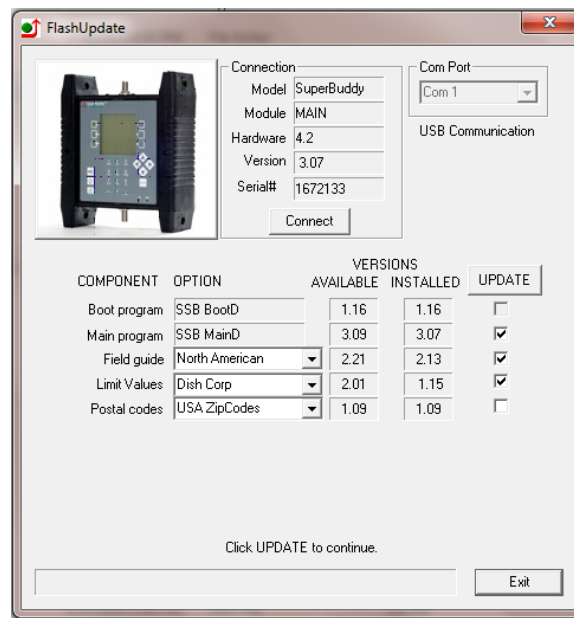 FlashUpdate
Connection
Model SuperBuddy
Module MAIN
Hardware 4.2
Version 3.07
Serial# 1672133
Connect
Com Port
Com 1
USB Communication
VERSIONS
COMPONENT OPTION AVAILABLE INSTALLED UPDATE
Boot program SSB BootD 1.16 1.16
Main program SSB MainD 3.09 3.07
Field guide North American 2.21 2.13
Limit Values Dish Corp 2.01 1.15
Postal codes USA ZipCodes 1.09 1.09
Click UPDATE to continue.
Exit